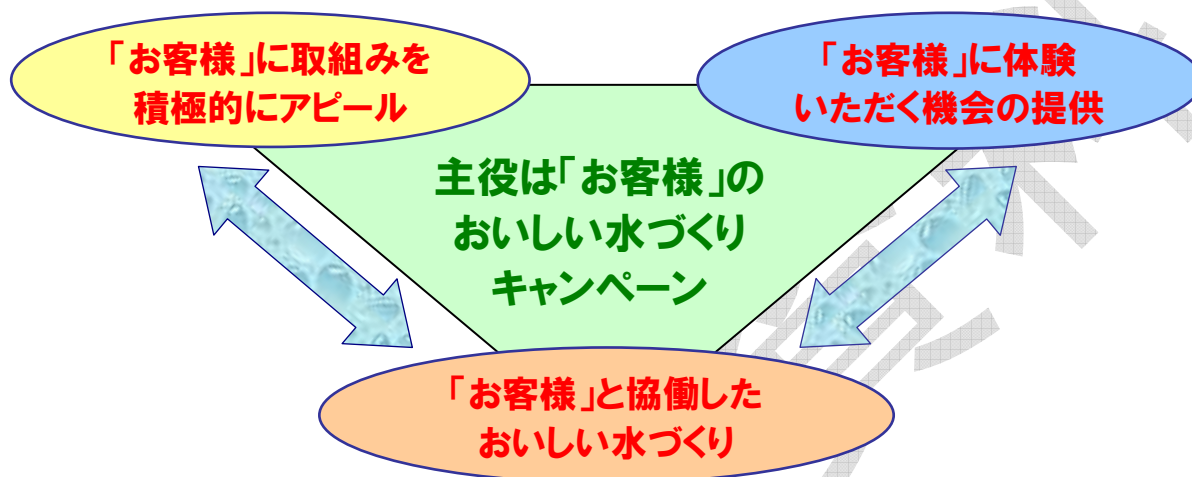 「お客様」に取組みを
積極的にアピール
「お客様」に体験
いただく機会の提供
主役は「お客様」の
おいしい水づくり
キャンペーン
「お客様」と協働した
おいしい水づくり